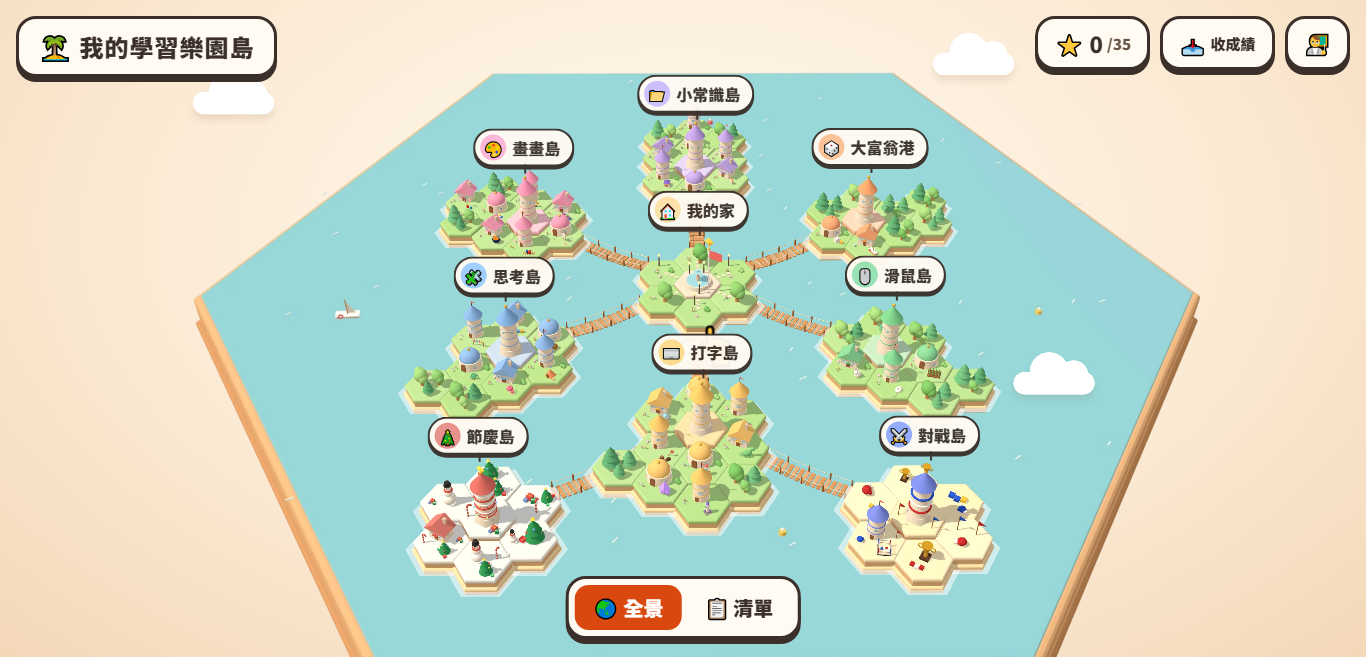 我的學習樂園島
0 /35
收成績
小常識島
畫畫島
大富翁港
我的家
思考島
滑鼠島
打字島
節慶島
對戰島
全景
清單